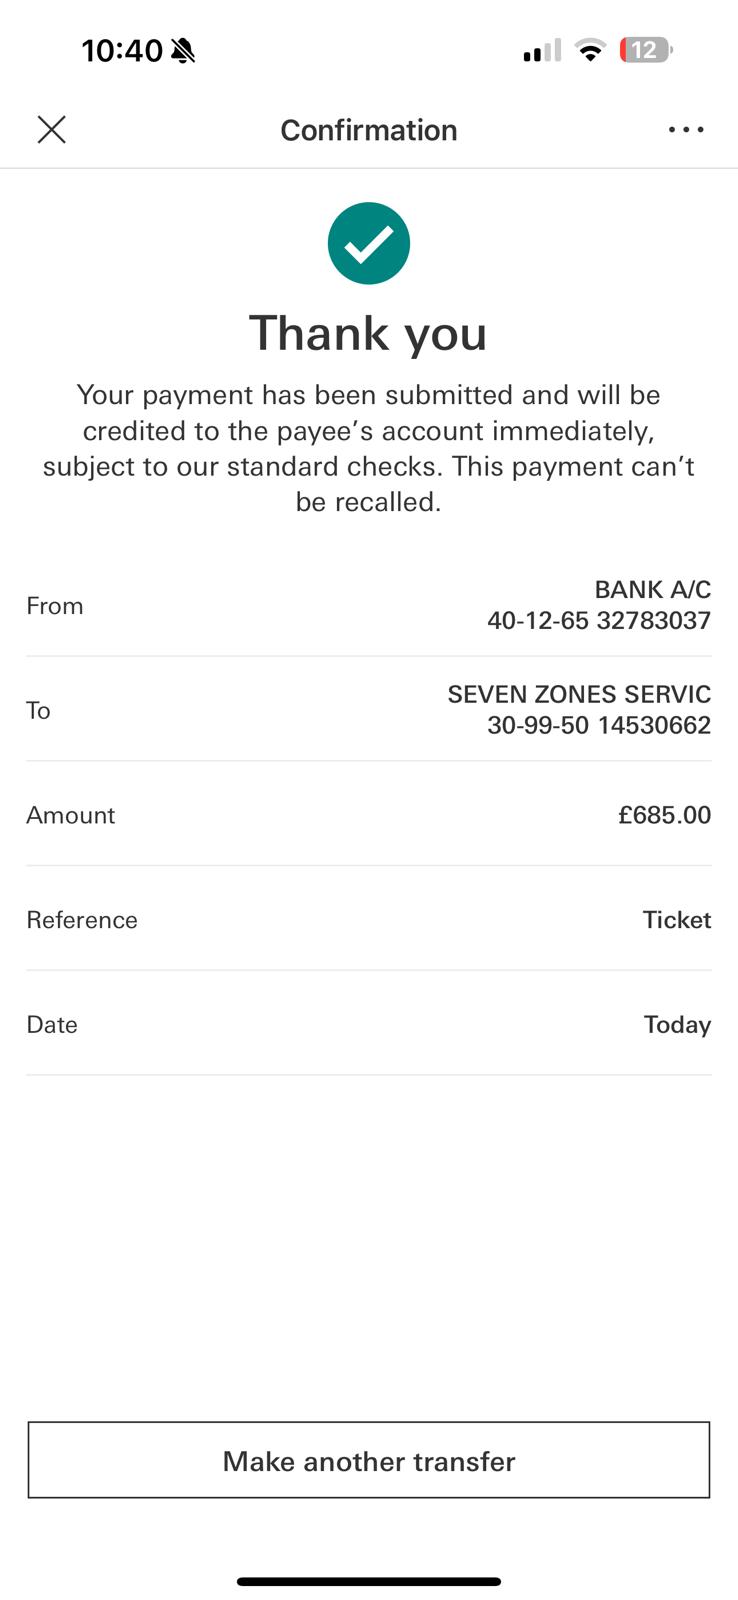 10:40
12
Confirmation
Thank you
Your payment has been submitted and will be
credited to the payee’s account immediately,
subject to our standard checks. This payment can’t
be recalled.
From
BANK A/C
40-12-65 32783037
To
SEVEN ZONES SERVIC
30-99-50 14530662
Amount
£685.00
Reference
Ticket
Date
Today
Make another transfer